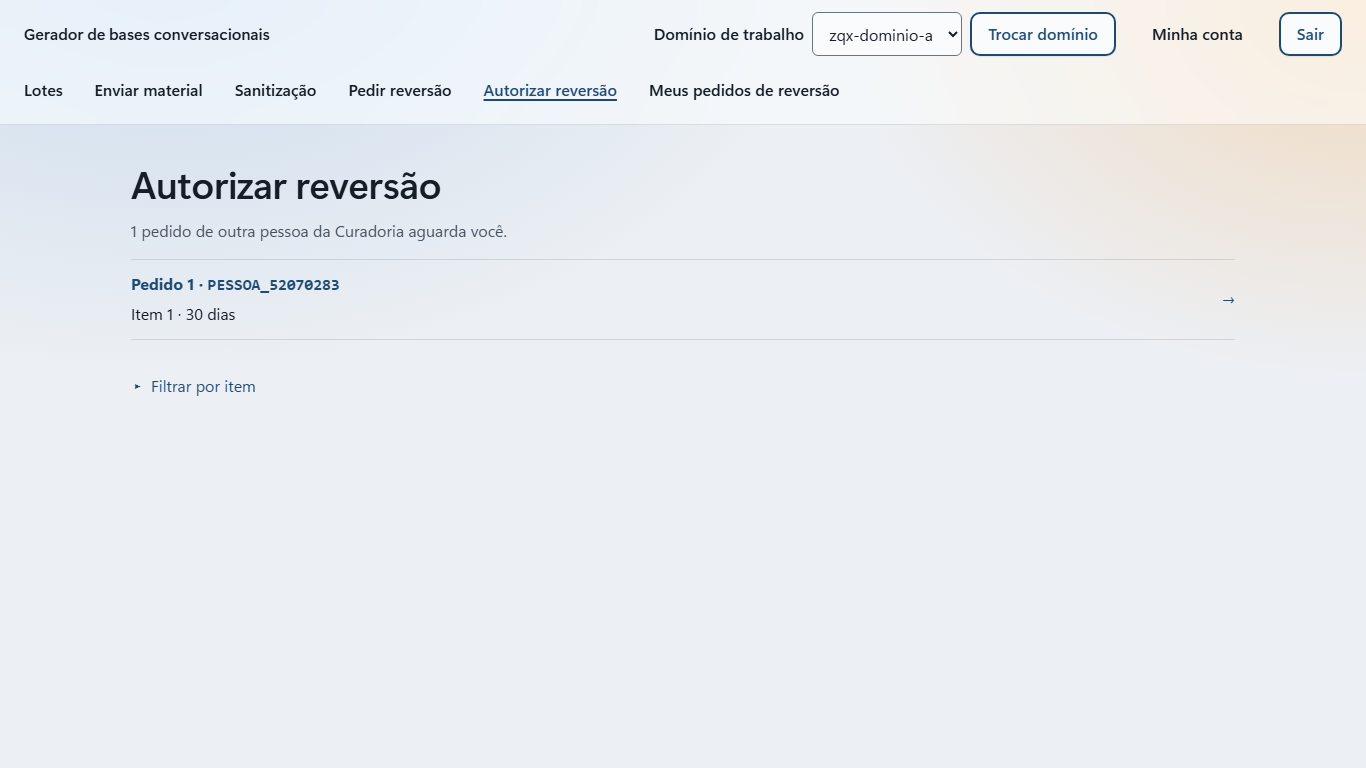 Gerador de bases conversacionais
Domínio de trabalho zqx-dominio-a Trocar domínio Minha conta Sair
Lotes Enviar material Sanitização Pedir reversão Autorizar reversão Meus pedidos de reversão
Autorizar reversão
1 pedido de outra pessoa da Curadoria aguarda você.
Pedido 1 · PESSOA_52070283
Item 1 · 30 dias
→
▸ Filtrar por item